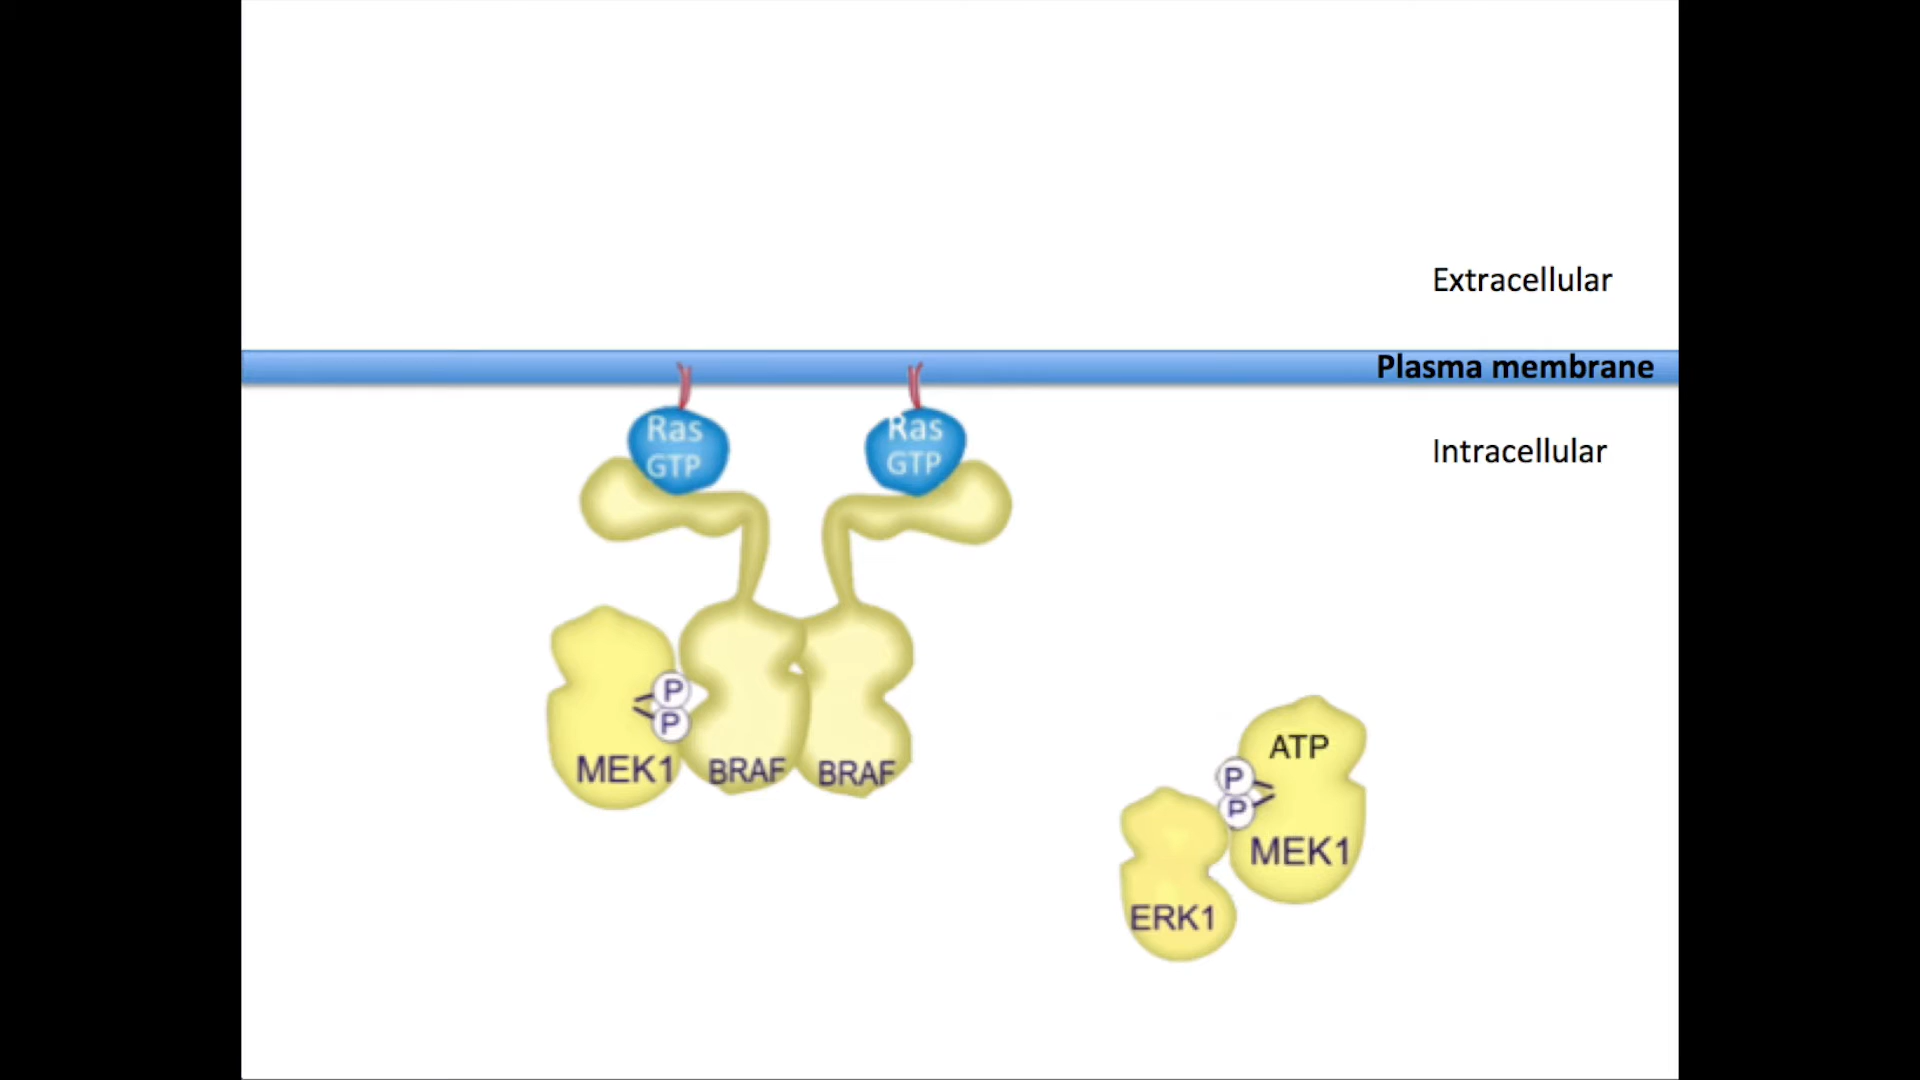 Extracellular
Plasma membrane
Ras
GTP
Ras
GTP
Intracellular
P
P
MEK1
BRAF
BRAF
ATP
P
P
MEK1
ERK1